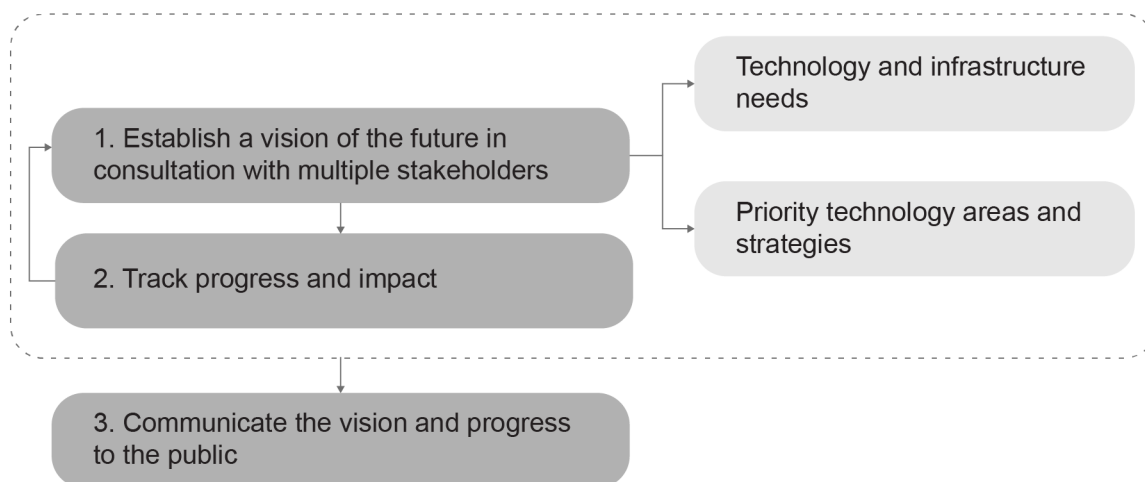 1. Establish a vision of the future in
consultation with multiple stakeholders
Technology and infrastructure
needs
Priority technology areas and
strategies
2. Track progress and impact
3. Communicate the vision and progress
to the public